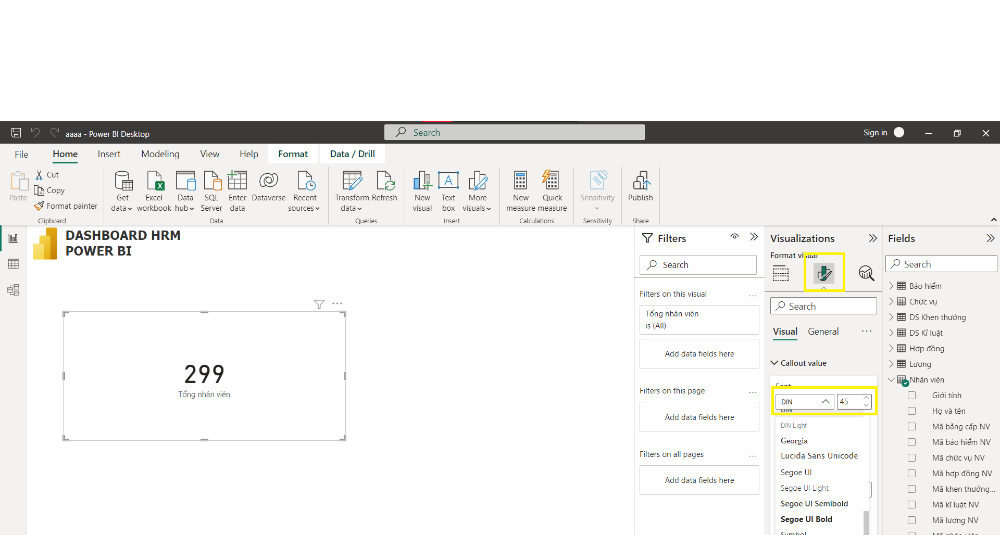 aaaa - Power BI Desktop
Search
Sign in
File
Home
Insert
Modeling
View
Help
Format
Data / Drill
Paste
Cut
Copy
Format painter
Clipboard
Get data
Excel workbook
Data hub
SQL Server
Enter data
Dataverse
Recent sources
Data
Transform data
Refresh
Queries
New visual
A
Text box
More visuals
Insert
New measure
Quick measure
Calculations
Sensitivity
Sensitivity
Publish
Share
DASHBOARD HRM
POWER BI
299
Tổng nhân viên
Filters
Search
Filters on this visual
...
Tổng nhân viên
is (All)
Add data fields here
Filters on this page
...
Add data fields here
Filters on all pages
...
Add data fields here
Visualizations
Format visual
Search
Visual
General
...
Callout value
Font
DIN
45
DIN
DIN Light
Georgia
Lucida Sans Unicode
Segoe UI
Segoe UI Light
Segoe UI Semibold
Segoe UI Bold
Symbol
Fields
Search
Bảo hiểm
Chức vụ
DS Khen thưởng
DS Kỉ luật
Hợp đồng
Lương
Nhân viên
Giới tính
Họ và tên
Mã bằng cấp NV
Mã bảo hiểm NV
Mã chức vụ NV
Mã hợp đồng NV
Mã khen thưởng...
Mã kĩ luật NV
Mã lương NV